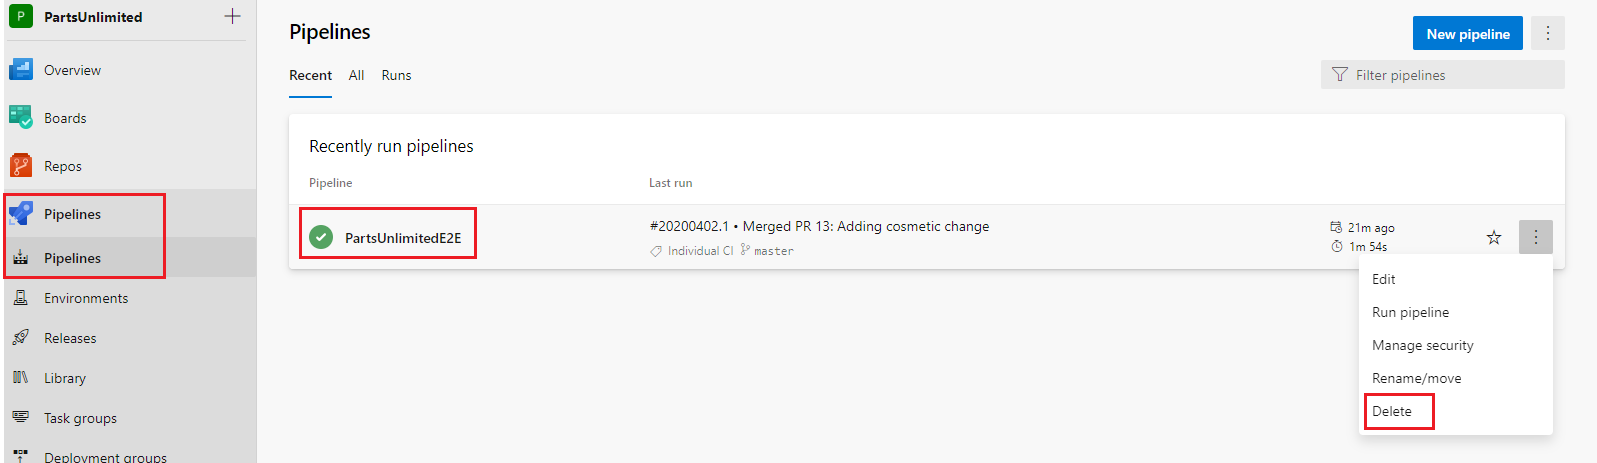 P PartsUnlimited
Overview
Boards
Repos
Pipelines
Pipelines
Environments
Releases
Library
Task groups
Deployment groups
Pipelines
New pipeline
Recent All Runs
Filter pipelines
Recently run pipelines
Pipeline Last run
PartsUnlimitedE2E
#20200402.1 • Merged PR 13: Adding cosmetic change
Individual CI master
21m ago
1m 54s
Edit
Run pipeline
Manage security
Rename/move
Delete